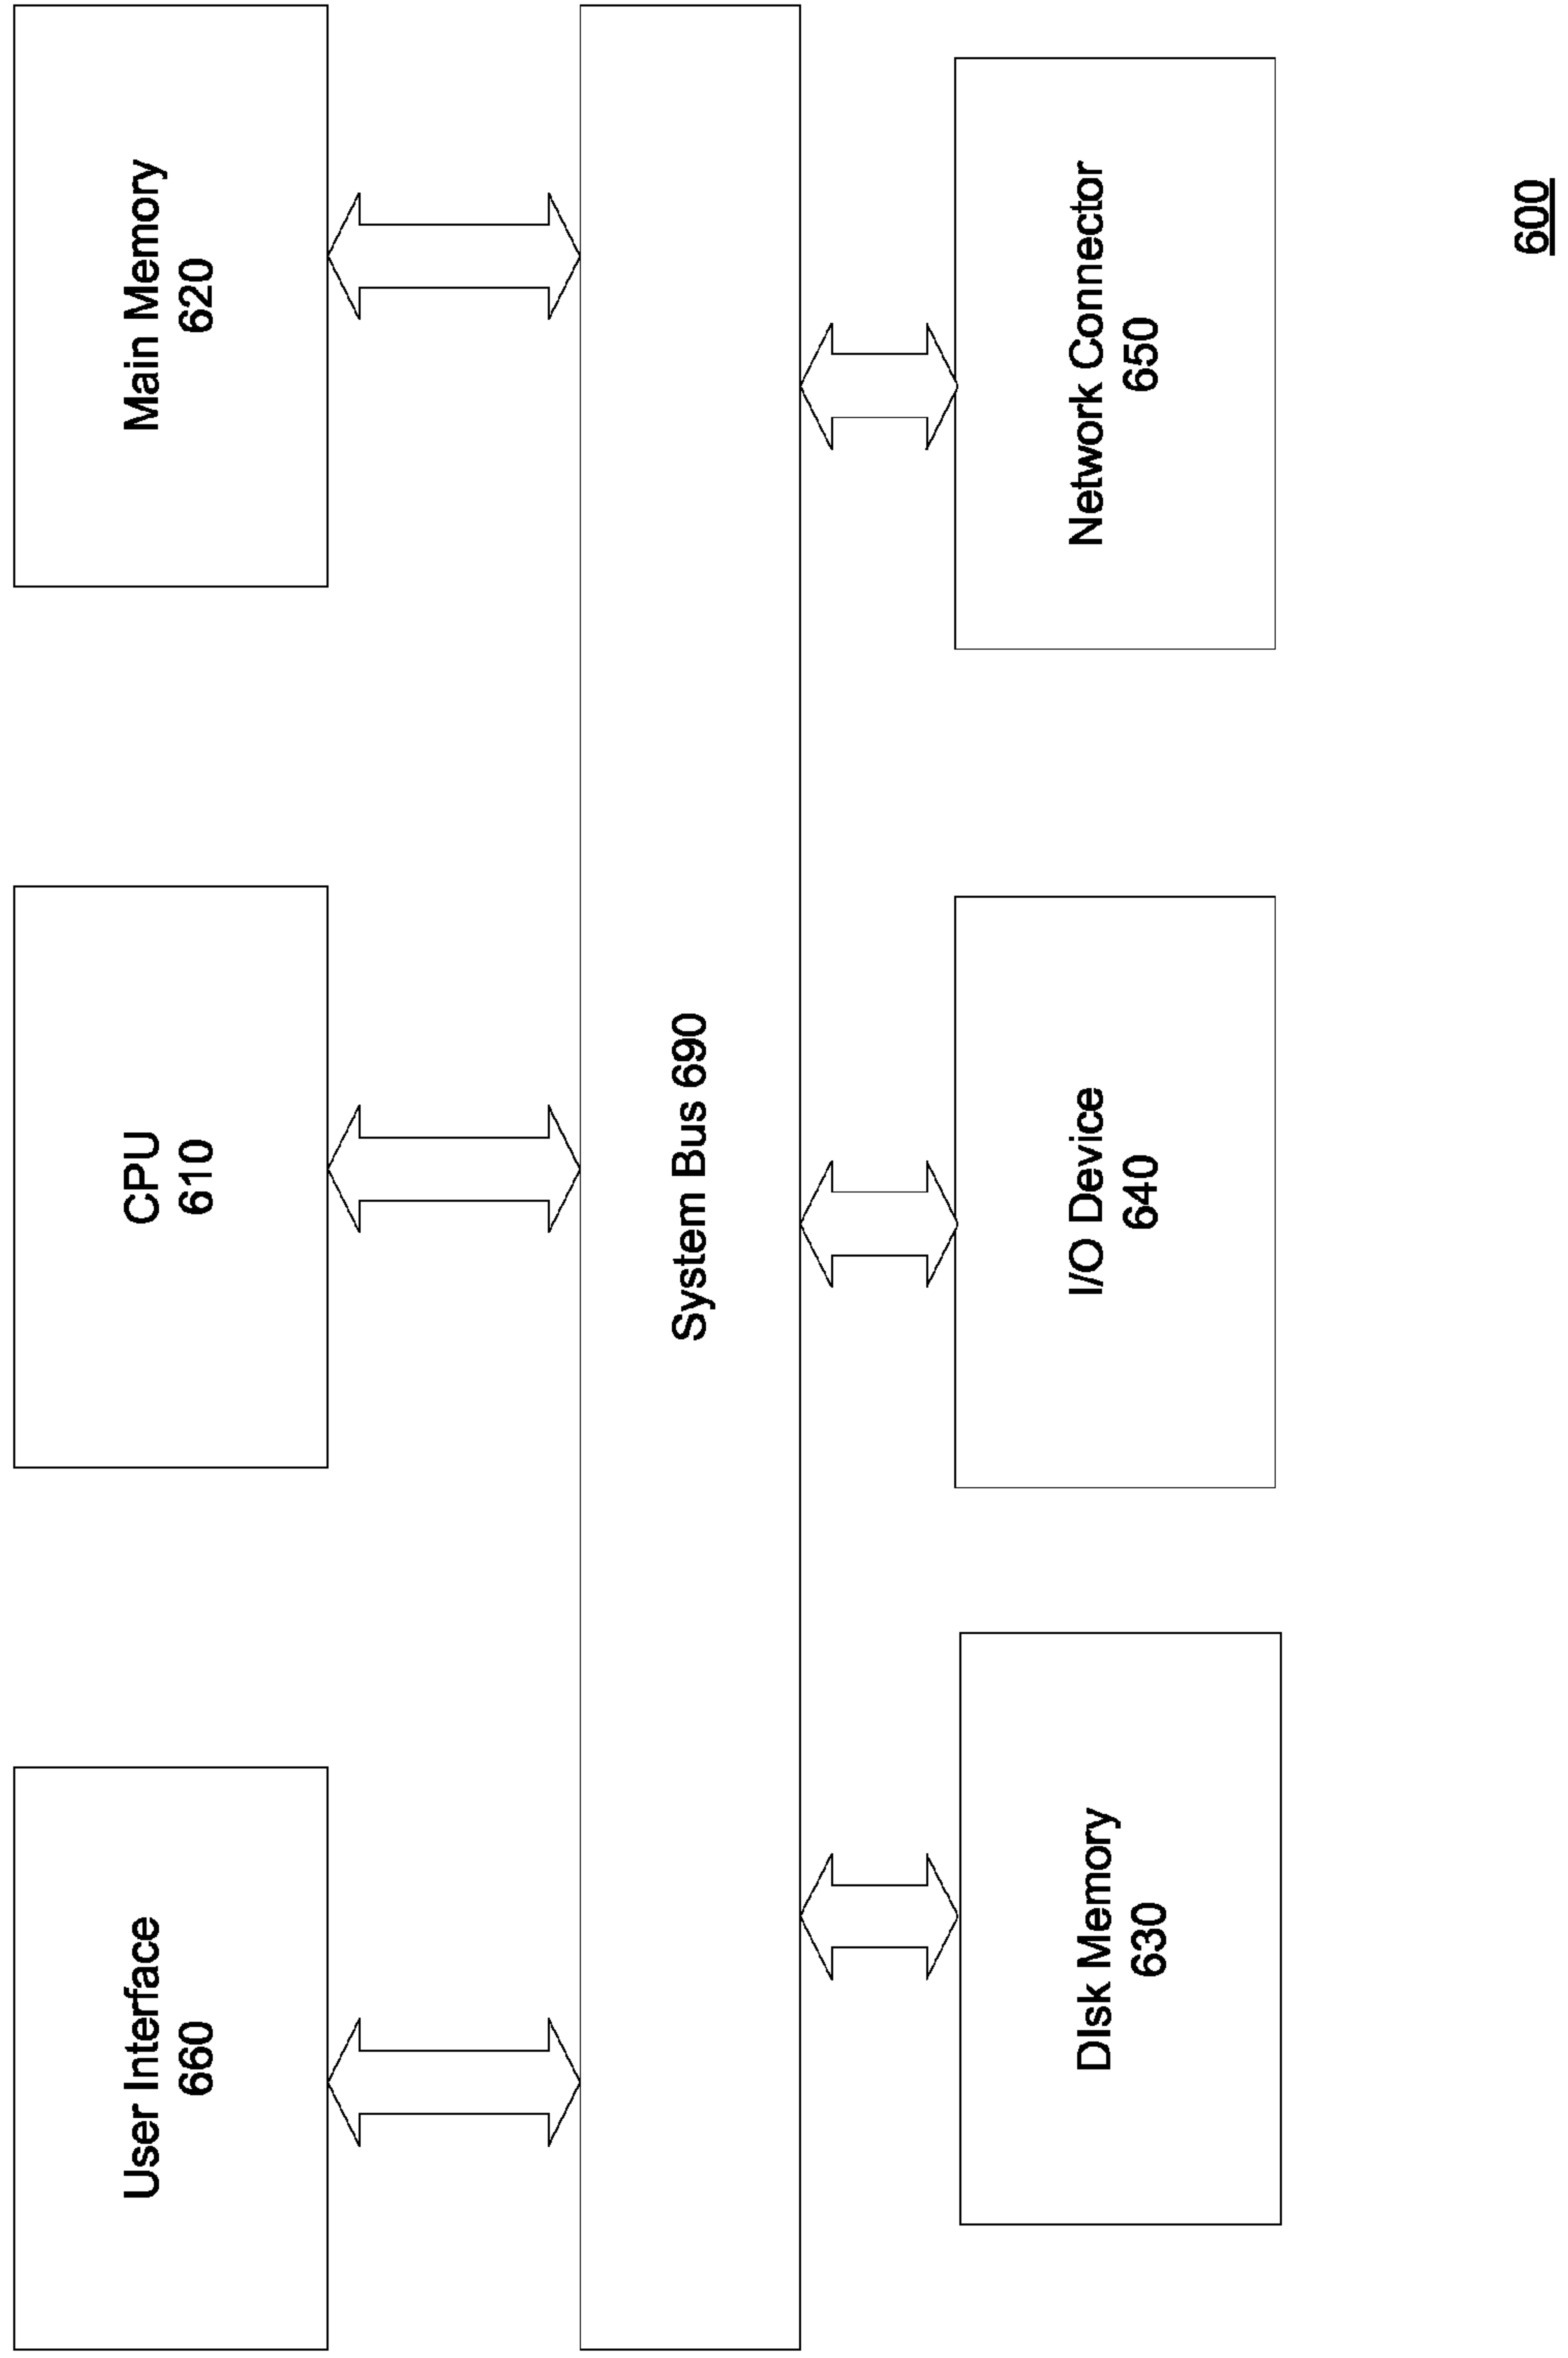 User Interface
660
CPU
610
Main Memory
620
System Bus 690
DIsk Memory
630
I/O Device
640
Network Connector
650
600